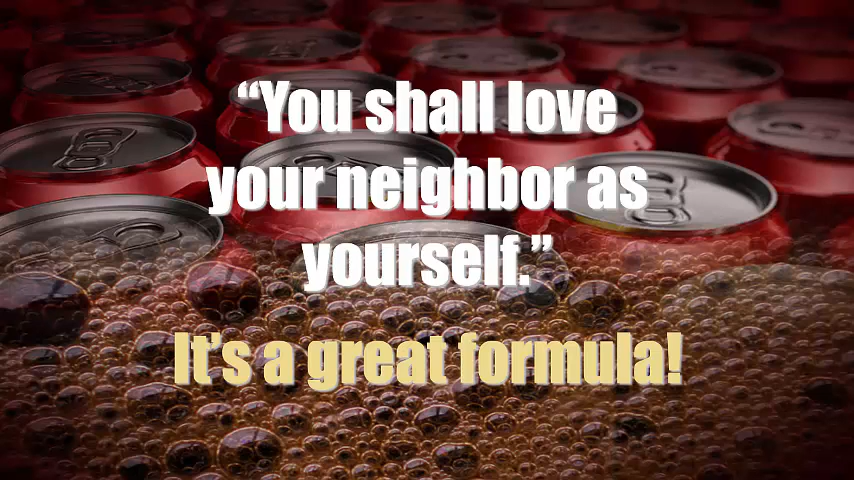 “You shall love
your neighbor as
yourself.”
It’s a great formula!